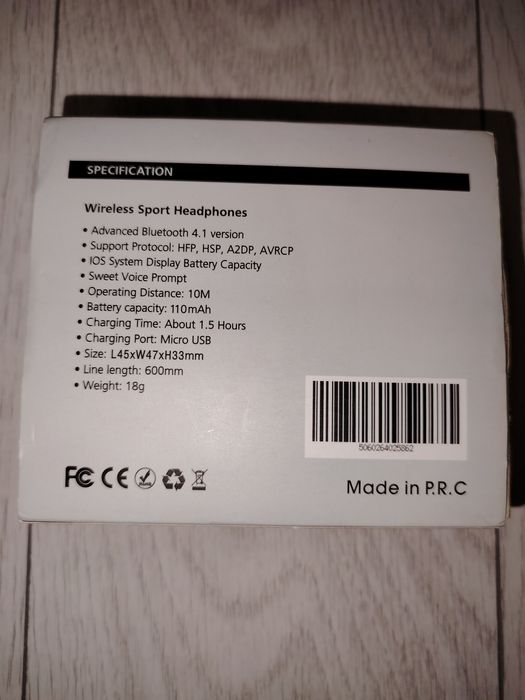 SPECIFICATION
Wireless Sport Headphones
• Advanced Bluetooth 4.1 version
• Support Protocol: HFP, HSP, A2DP, AVRCP
• IOS System Display Battery Capacity
• Sweet Voice Prompt
• Operating Distance: 10M
• Battery capacity: 110mAh
• Charging Time: About 1.5 Hours
• Charging Port: Micro USB
• Size: L45xW47xH33mm
• Line length: 600mm
• Weight: 18g
5060264025862
FC CE
Made in P.R.C